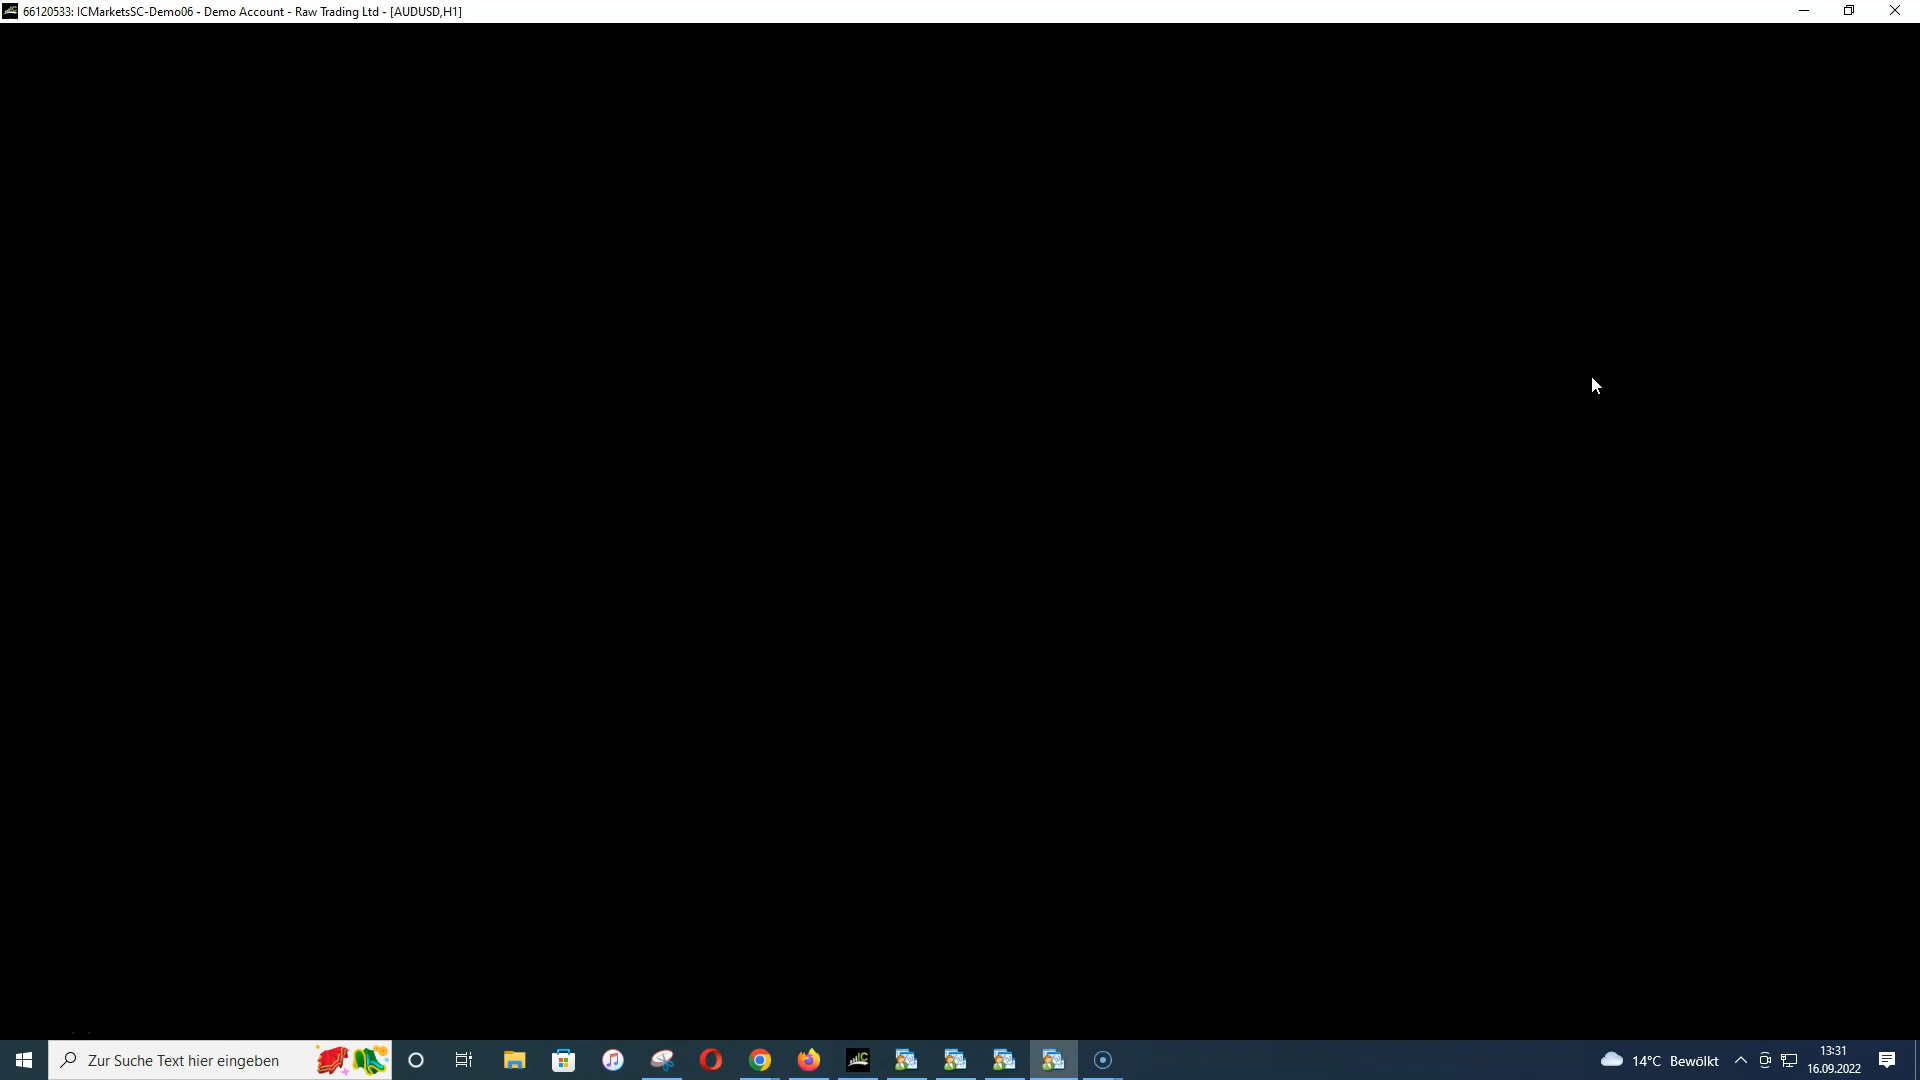 66120533: ICMarketsSC-Demo06 - Demo Account - Raw Trading Ltd - [AUDUSD,H1]
Zur Suche Text hier eingeben
14°C Bewölkt
13:31
16.09.2022